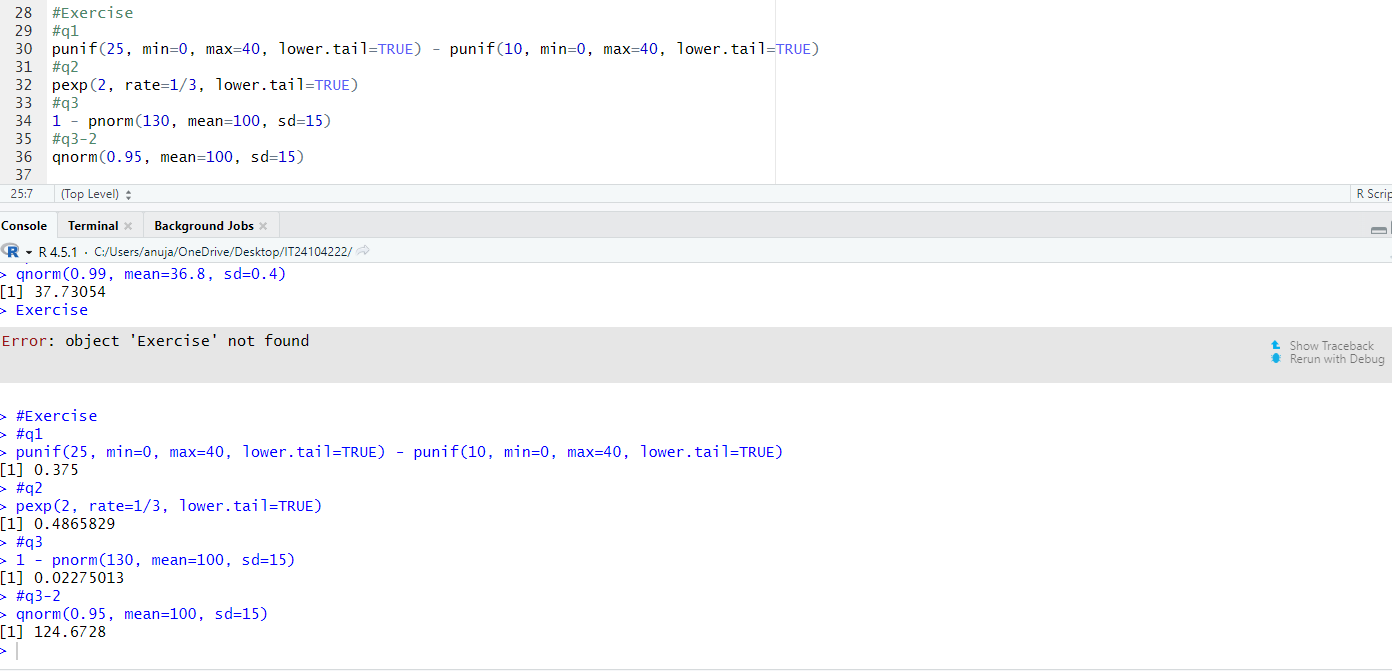 28 #Exercise
29 #q1
30 punif(25, min=0, max=40, lower.tail=TRUE) - punif(10, min=0, max=40, lower.tail=TRUE)
31 #q2
32 pexp(2, rate=1/3, lower.tail=TRUE)
33 #q3
34 1 - pnorm(130, mean=100, sd=15)
35 #q3-2
36 qnorm(0.95, mean=100, sd=15)
37
25:7 (Top Level) R Scrip
Console Terminal Background Jobs
R R 4.5.1 · C:/Users/anuja/OneDrive/Desktop/IT24104222/
> qnorm(0.99, mean=36.8, sd=0.4)
[1] 37.73054
> Exercise
Error: object 'Exercise' not found
Show Traceback
Rerun with Debug
> #Exercise
> #q1
> punif(25, min=0, max=40, lower.tail=TRUE) - punif(10, min=0, max=40, lower.tail=TRUE)
[1] 0.375
> #q2
> pexp(2, rate=1/3, lower.tail=TRUE)
[1] 0.4865829
> #q3
> 1 - pnorm(130, mean=100, sd=15)
[1] 0.02275013
> #q3-2
> qnorm(0.95, mean=100, sd=15)
[1] 124.6728
>